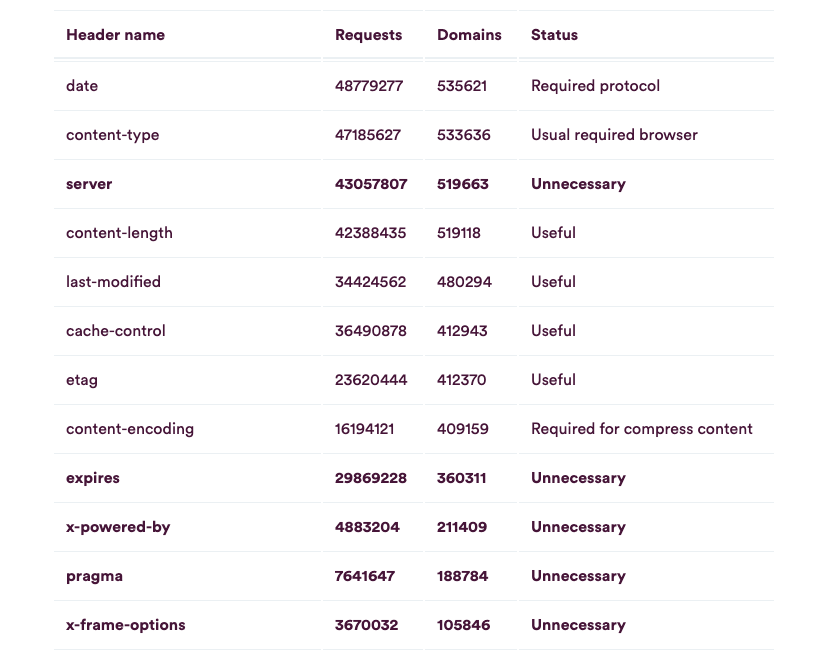 Header name Requests Domains Status
date 48779277 535621 Required protocol
content-type 47185627 533636 Usual required browser
server 43057807 519663 Unnecessary
content-length 42388435 519118 Useful
last-modified 34424562 480294 Useful
cache-control 36490878 412943 Useful
etag 23620444 412370 Useful
content-encoding 16194121 409159 Required for compress content
expires 29869228 360311 Unnecessary
x-powered-by 4883204 211409 Unnecessary
pragma 7641647 188784 Unnecessary
x-frame-options 3670032 105846 Unnecessary